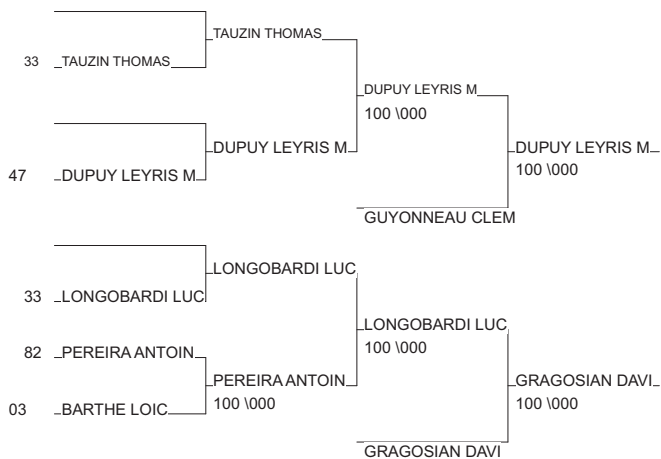 TAUZIN THOMAS
33 TAUZIN THOMAS
DUPUY LEYRIS M
100 \000
DUPUY LEYRIS M
DUPUY LEYRIS M
100 \000
47 DUPUY LEYRIS M
GUYONNEAU CLEM
LONGOBARDI LUC
33 LONGOBARDI LUC
LONGOBARDI LUC
100 \000
82 PEREIRA ANTOIN
PEREIRA ANTOIN
100 \000
GRAGOSIAN DAVI
100 \000
03 BARTHE LOIC
GRAGOSIAN DAVI